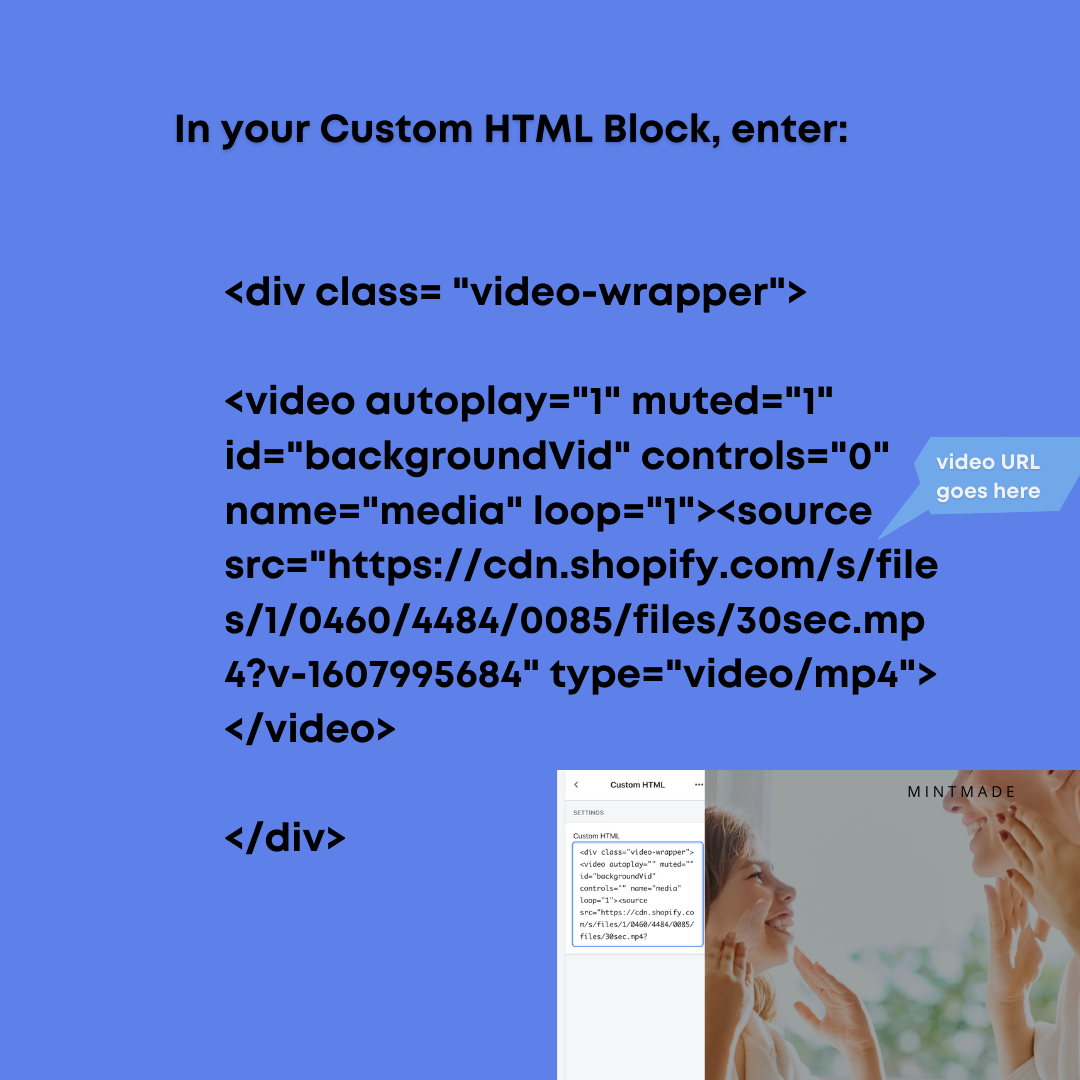 In your Custom HTML Block, enter:
<div class= "video-wrapper">
<video autoplay="1" muted="1"
id="backgroundVid" controls="0"
name="media" loop="1"><source
src="https://cdn.shopify.com/s/file
s/1/0460/4484/0085/files/30sec.mp
4?v-1607995684" type="video/mp4">
</video>
</div>
video URL
goes here
Custom HTML
SETTINGS
Custom HTML
<div class="video-wrapper">
<video autoplay="" muted=""
id="backgroundVid"
controls="" name="media"
loop="1"><source
src="https://cdn.shopify.co
m/s/files/1/0460/4484/0085/
files/30sec.mp4?
MINTMADE